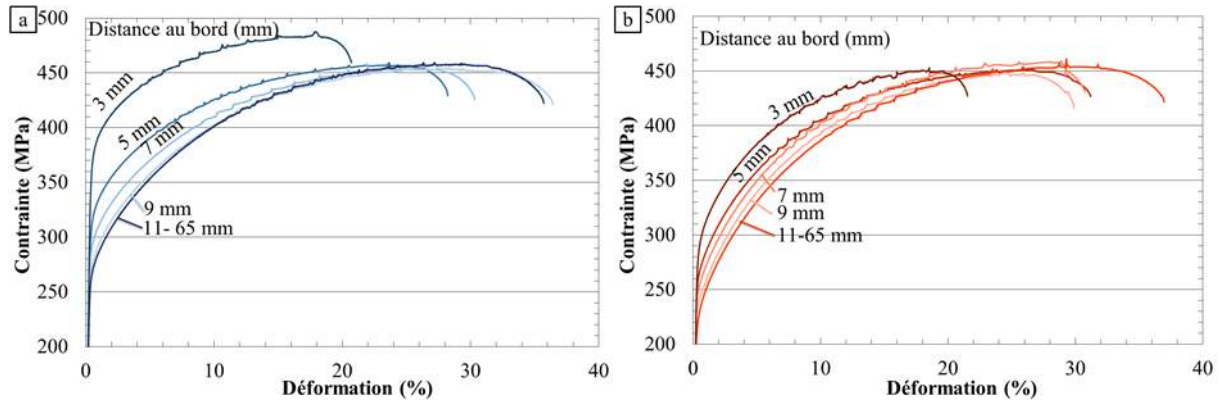 a
Distance au bord (mm)
500
450
400
350
300
250
200
Contrainte (MPa)
3 mm
5 mm
7 mm
9 mm
11- 65 mm
0 10 20 30 40
Déformation (%)
b
Distance au bord (mm)
500
450
400
350
300
250
200
Contrainte (MPa)
3 mm
5 mm
7 mm
9 mm
11-65 mm
0 10 20 30 40
Déformation (%)